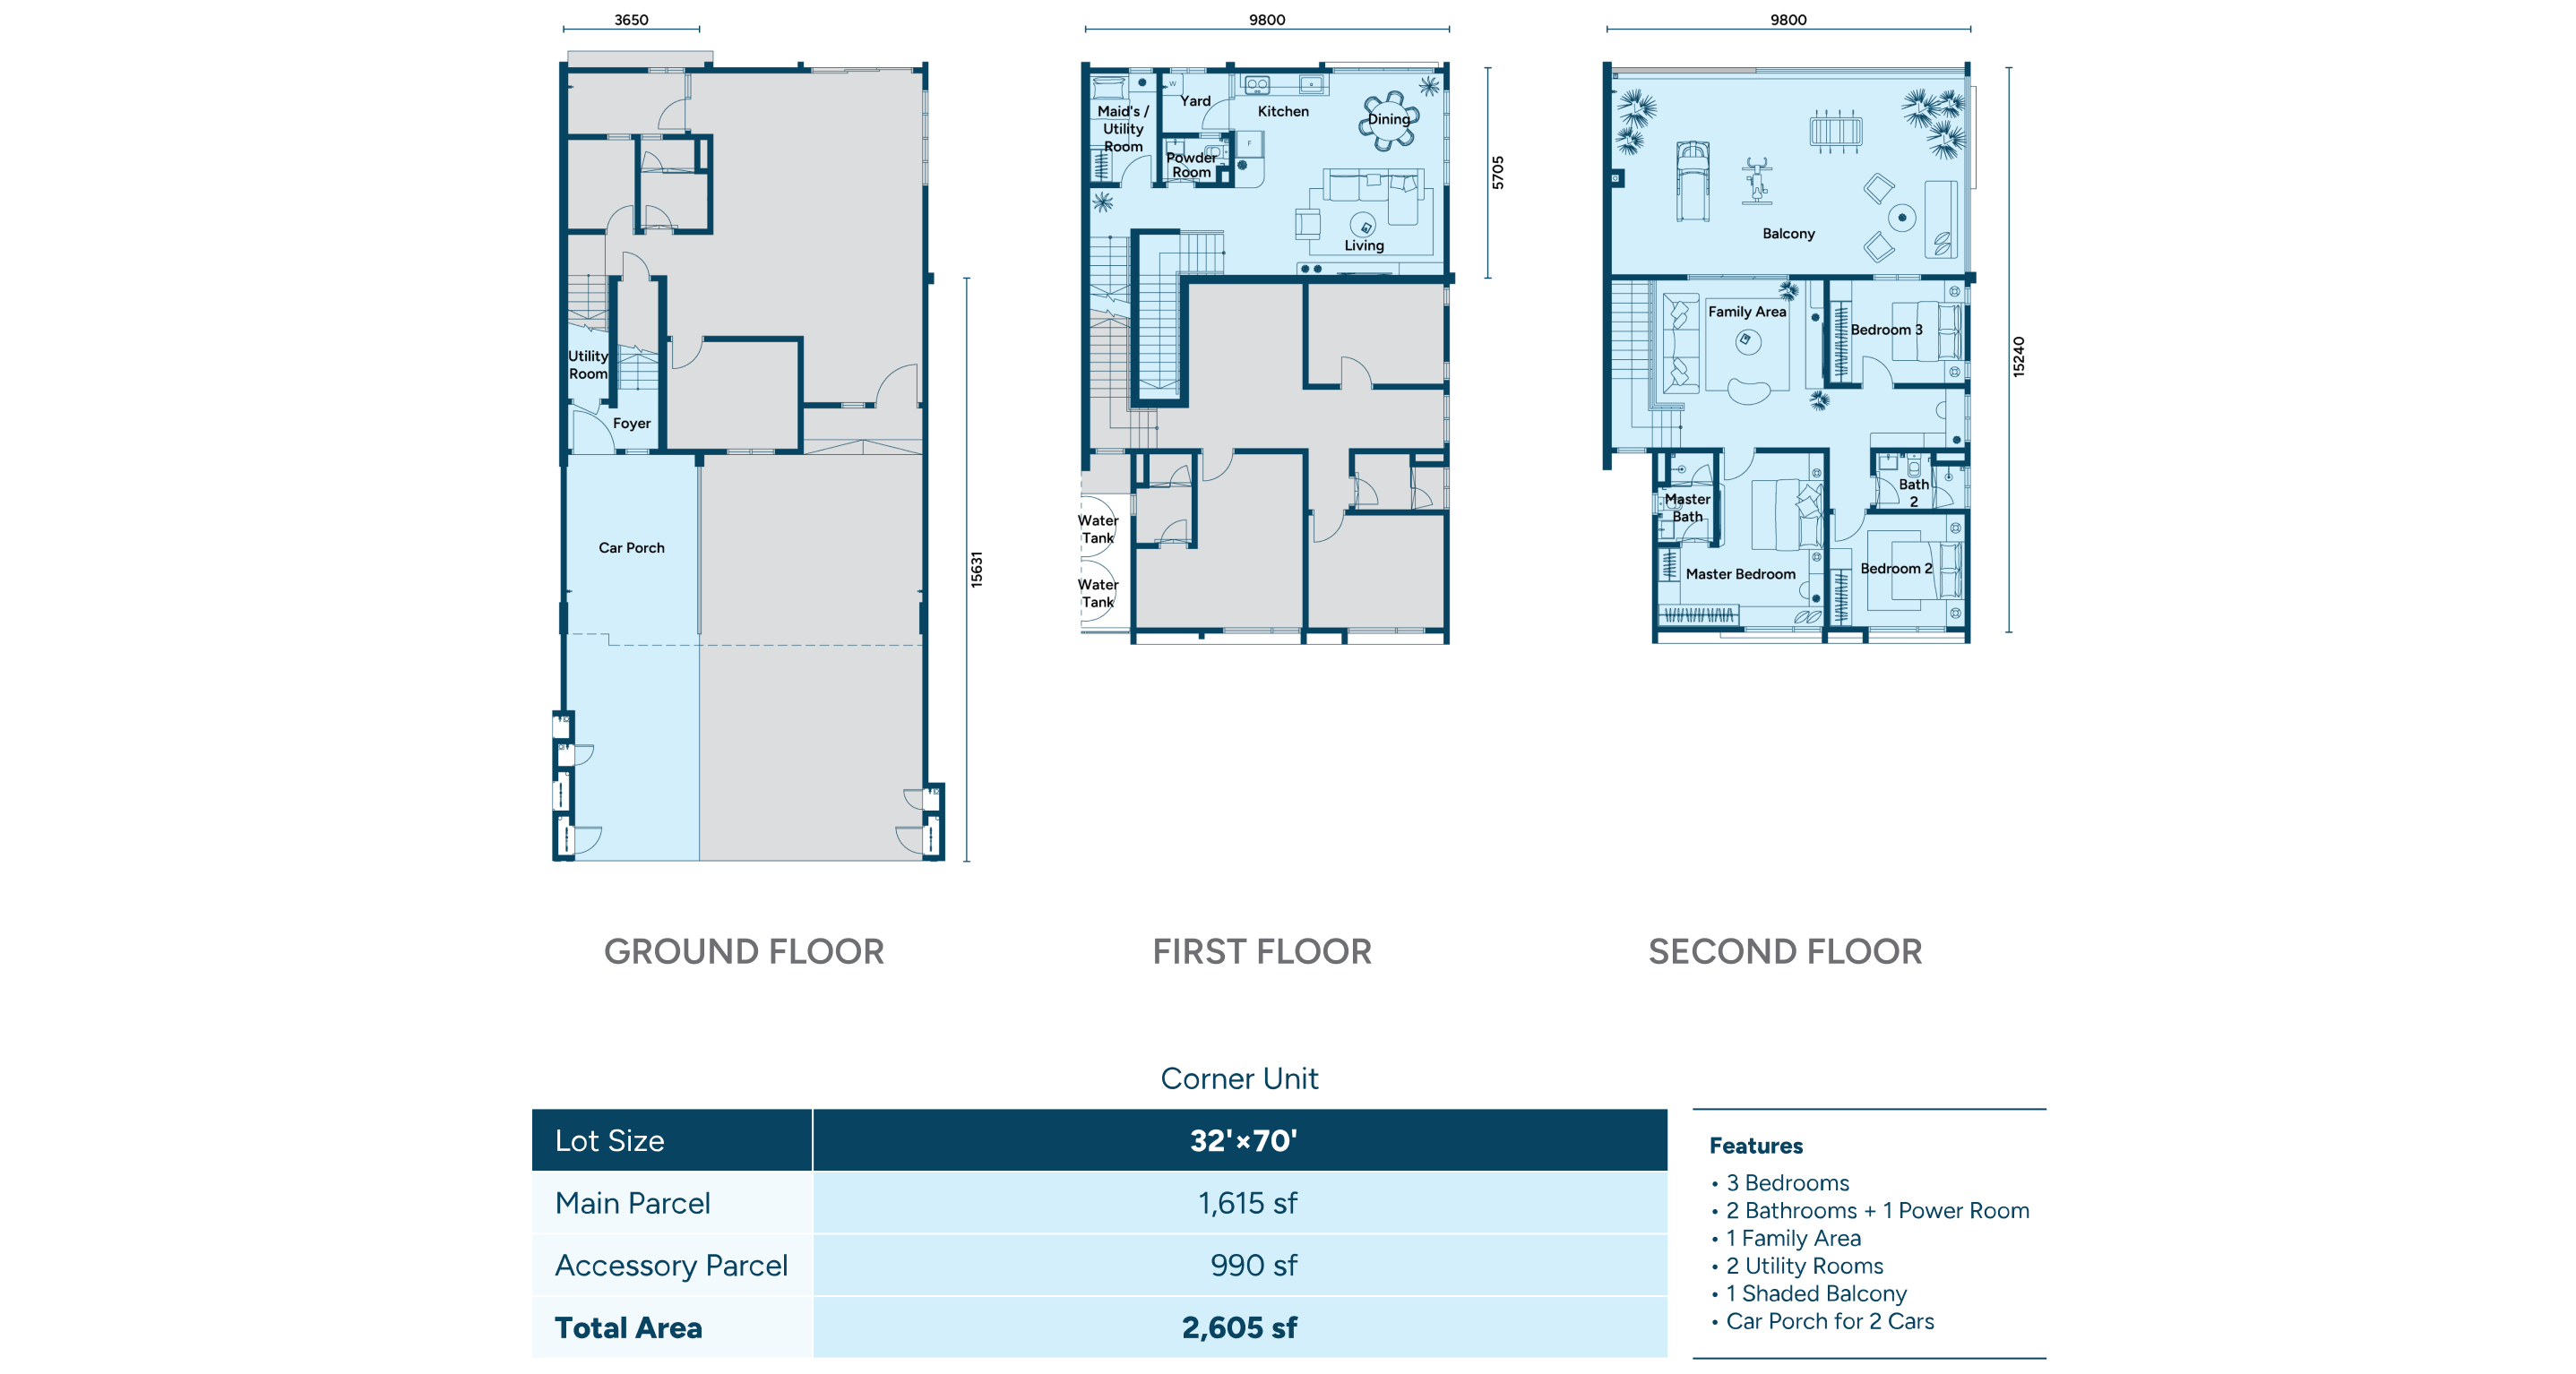 3650
15631
Utility
Room
Foyer
Car Porch
GROUND FLOOR
9800
5705
Maid's /
Utility
Room
Yard
W
Powder
Room
Kitchen
F
Dining
Living
Water
Tank
Water
Tank
FIRST FLOOR
9800
15240
Balcony
Family Area
Bedroom 3
Master
Bath
Bath
2
Master Bedroom
Bedroom 2
SECOND FLOOR
Corner Unit
Lot Size 32'×70'
Main Parcel 1,615 sf
Accessory Parcel 990 sf
Total Area 2,605 sf
Features
• 3 Bedrooms
• 2 Bathrooms + 1 Power Room
• 1 Family Area
• 2 Utility Rooms
• 1 Shaded Balcony
• Car Porch for 2 Cars